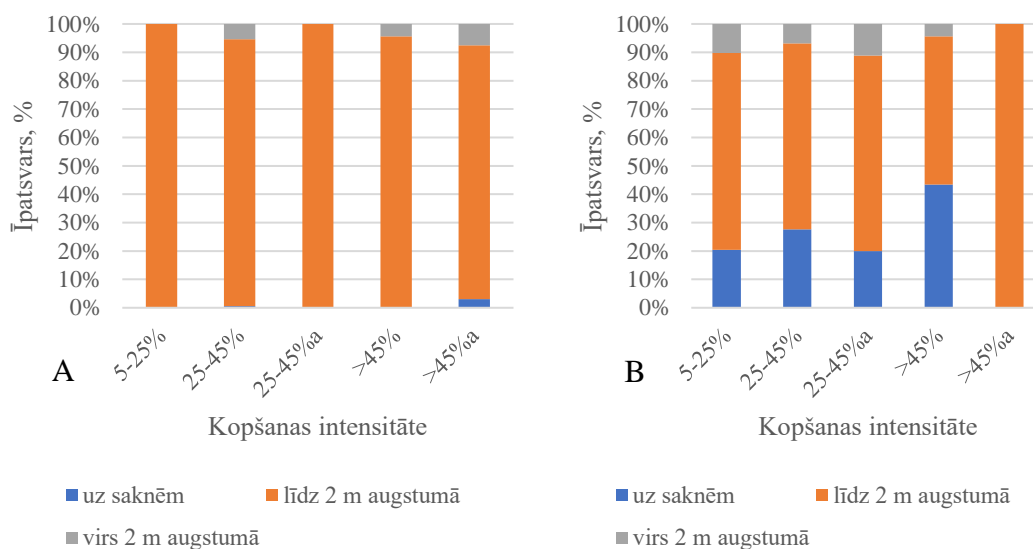 100%
90%
80%
70%
60%
50%
40%
30%
20%
10%
0%
Īpatsvars, %
5-25%
25-45%
25-45%a
>45%
>45%a
A
Kopšanas intensitāte
uz saknēm
līdz 2 m augstumā
virs 2 m augstumā
100%
90%
80%
70%
60%
50%
40%
30%
20%
10%
0%
Īpatsvars, %
5-25%
25-45%
25-45%a
>45%
>45%a
B
Kopšanas intensitāte
uz saknēm
līdz 2 m augstumā
virs 2 m augstumā